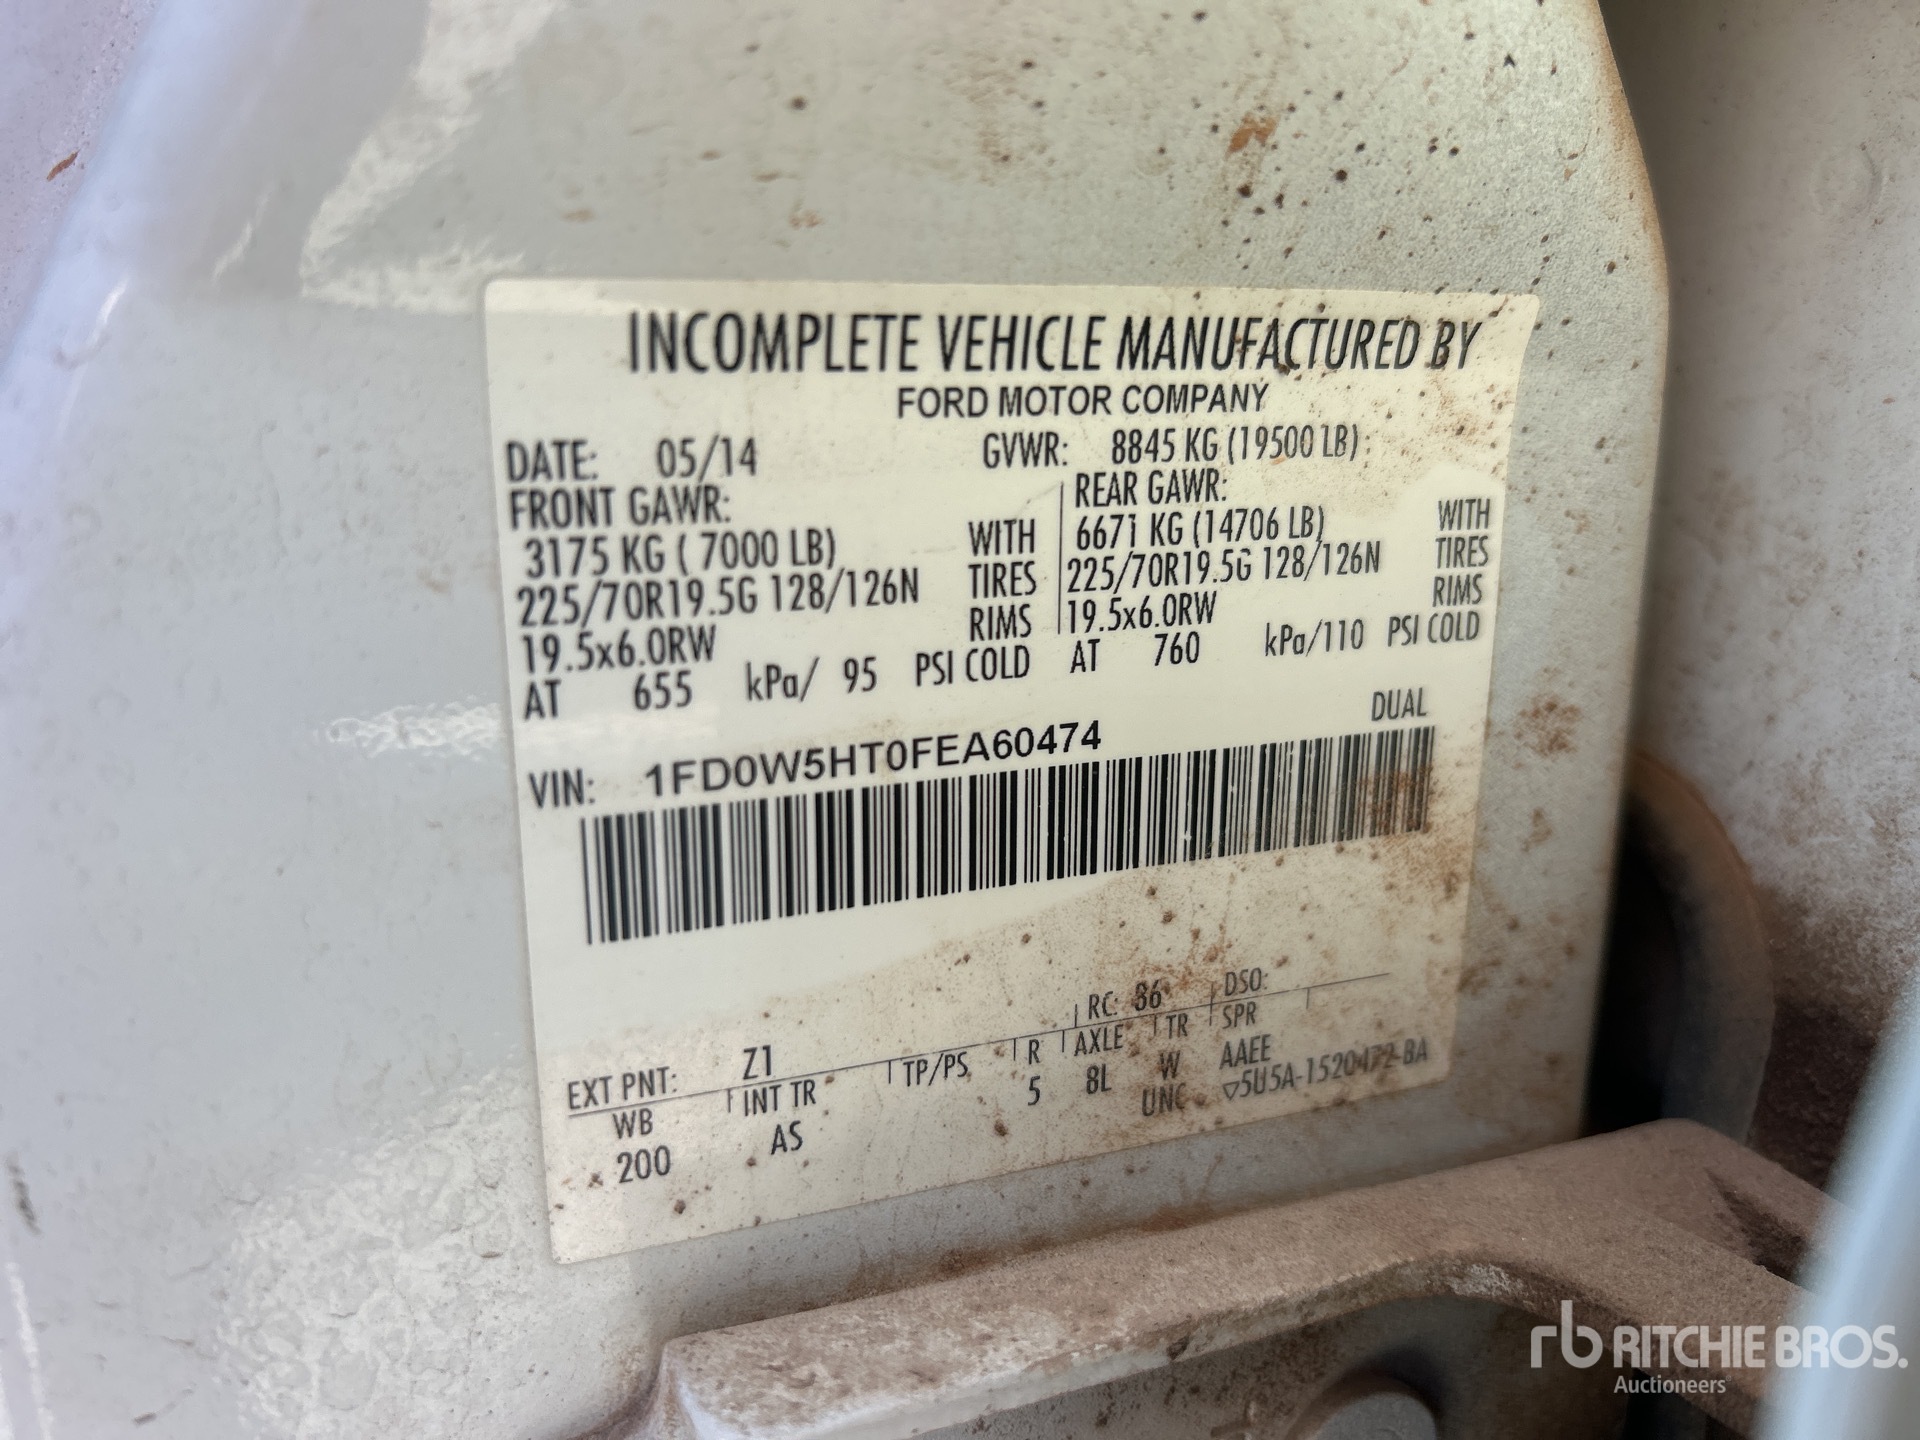 INCOMPLETE VEHICLE MANUFACTURED BY
FORD MOTOR COMPANY
DATE: 05/14 GVWR: 8845 KG (19500 LB)
FRONT GAWR: REAR GAWR:
3175 KG ( 7000 LB) WITH 6671 KG (14706 LB) WITH
225/70R19.5G 128/126N TIRES 225/70R19.5G 128/126N TIRES
19.5x6.0RW RIMS 19.5x6.0RW RIMS
AT 655 kPa/ 95 PSI COLD AT 760 kPa/110 PSI COLD
DUAL
VIN: 1FD0W5HT0FEA60474
EXT PNT: Z1 RC: 86 DSO:
WB INT TR TP/PS R AXLE TR SPR
200 AS 5 8L W AAEE
UNC ▽5U5A-1520472-BA
rb RITCHIE BROS.
Auctioneers